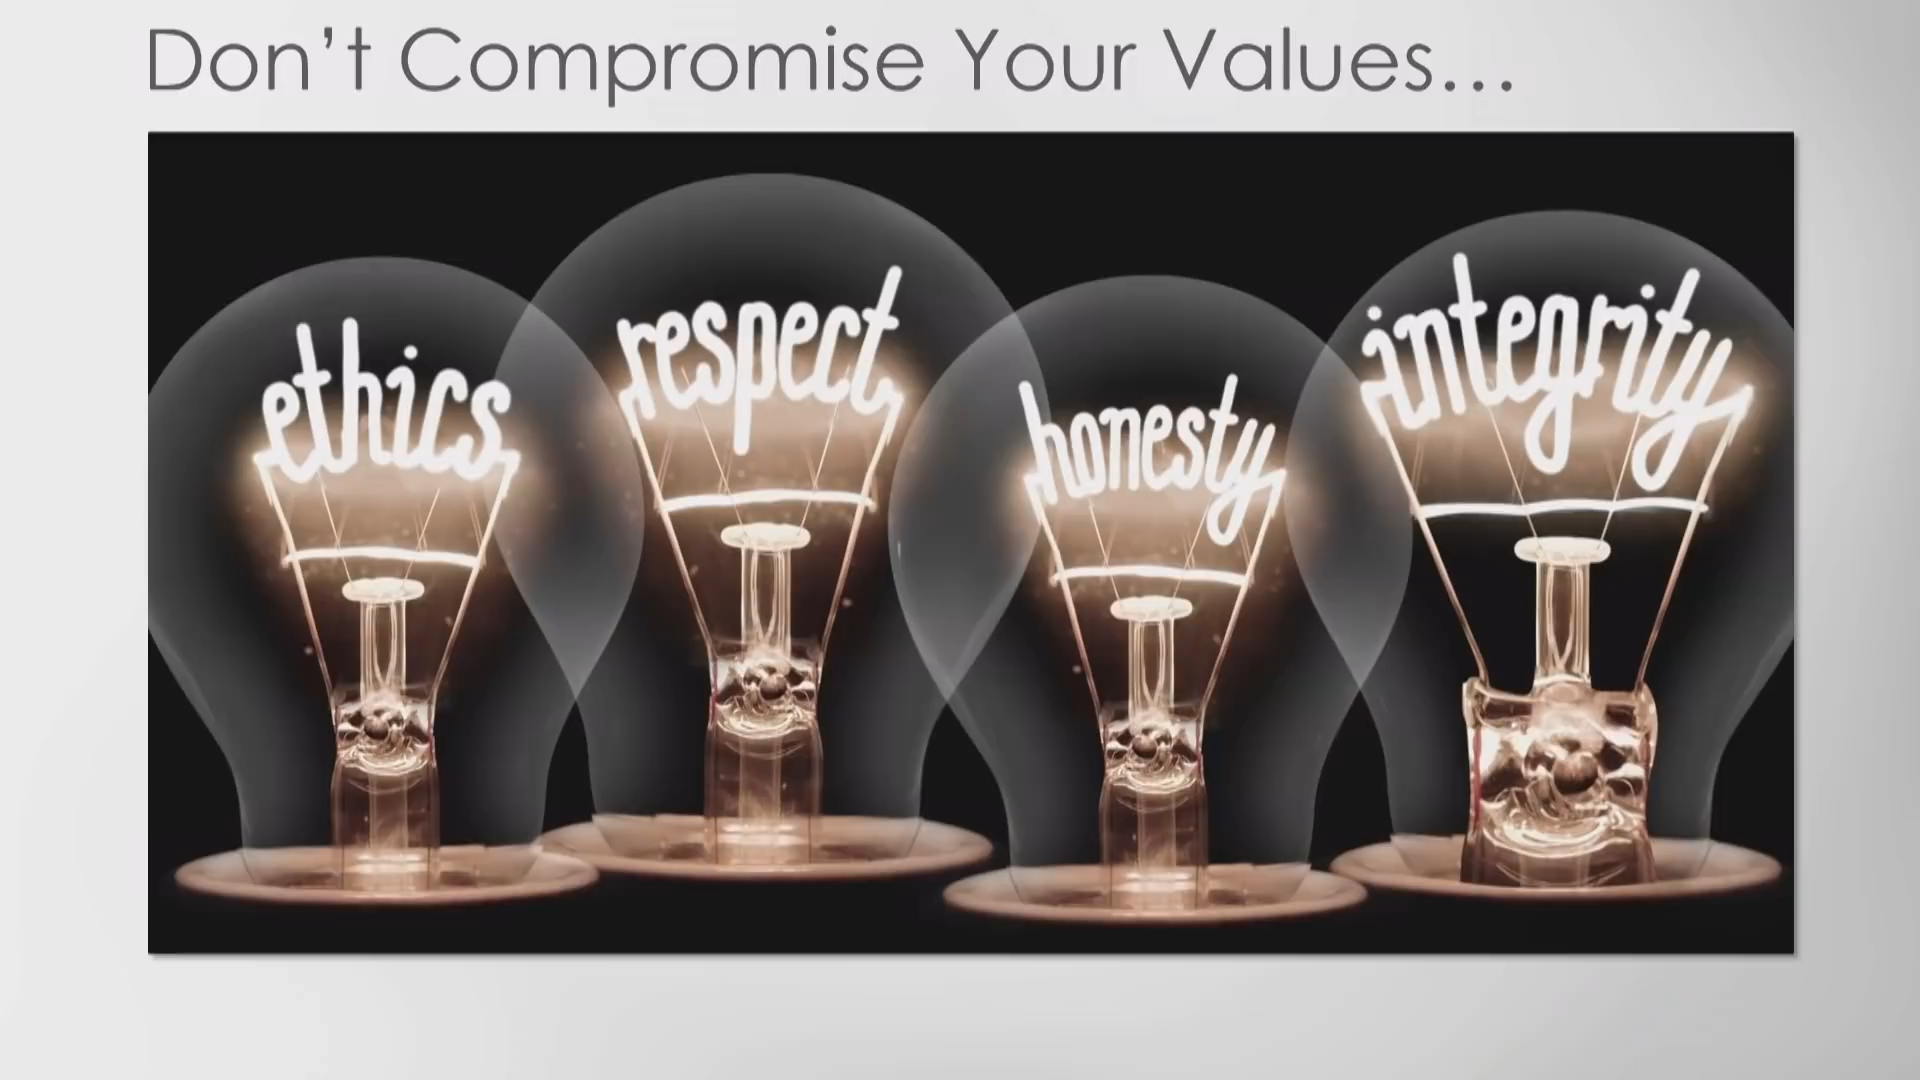 Don’t Compromise Your Values...
ethics
respect
honesty
integrity